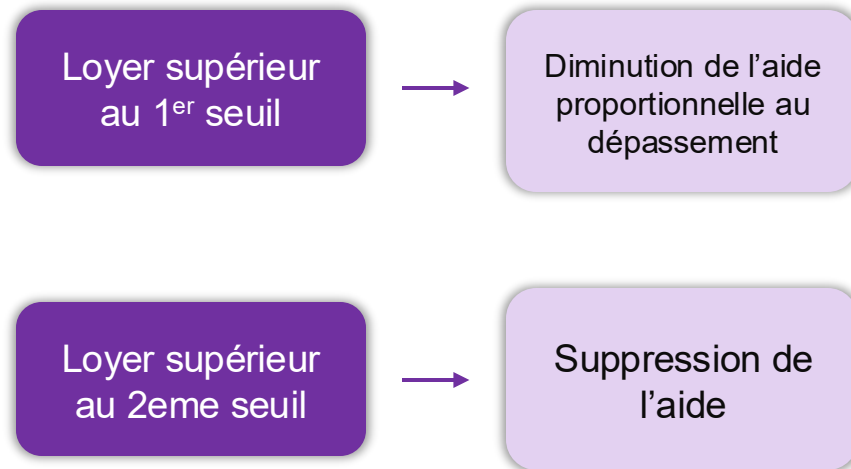 Loyer supérieur
au 1er seuil
Diminution de l’aide
proportionnelle au
dépassement
Loyer supérieur
au 2eme seuil
Suppression de
l’aide